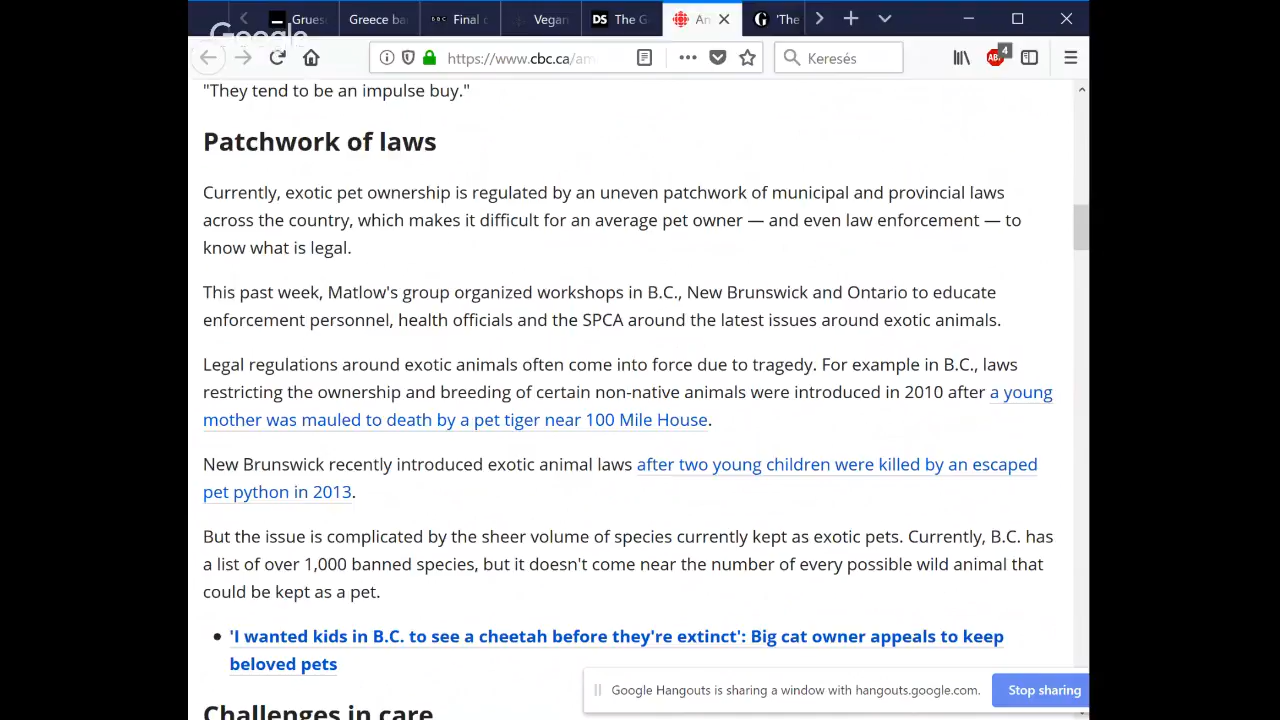 Grues
Greece ba
BBC Final
Vegan
DS The G
An
G 'The
Google
https://www.cbc.ca/am
Keresés
ABP
4
"They tend to be an impulse buy."
Patchwork of laws
Currently, exotic pet ownership is regulated by an uneven patchwork of municipal and provincial laws
across the country, which makes it difficult for an average pet owner — and even law enforcement — to
know what is legal.
This past week, Matlow's group organized workshops in B.C., New Brunswick and Ontario to educate
enforcement personnel, health officials and the SPCA around the latest issues around exotic animals.
Legal regulations around exotic animals often come into force due to tragedy. For example in B.C., laws
restricting the ownership and breeding of certain non-native animals were introduced in 2010 after a young
mother was mauled to death by a pet tiger near 100 Mile House.
New Brunswick recently introduced exotic animal laws after two young children were killed by an escaped
pet python in 2013.
But the issue is complicated by the sheer volume of species currently kept as exotic pets. Currently, B.C. has
a list of over 1,000 banned species, but it doesn't come near the number of every possible wild animal that
could be kept as a pet.
• 'I wanted kids in B.C. to see a cheetah before they're extinct': Big cat owner appeals to keep
beloved pets
Google Hangouts is sharing a window with hangouts.google.com.
Stop sharing
Challenges in care